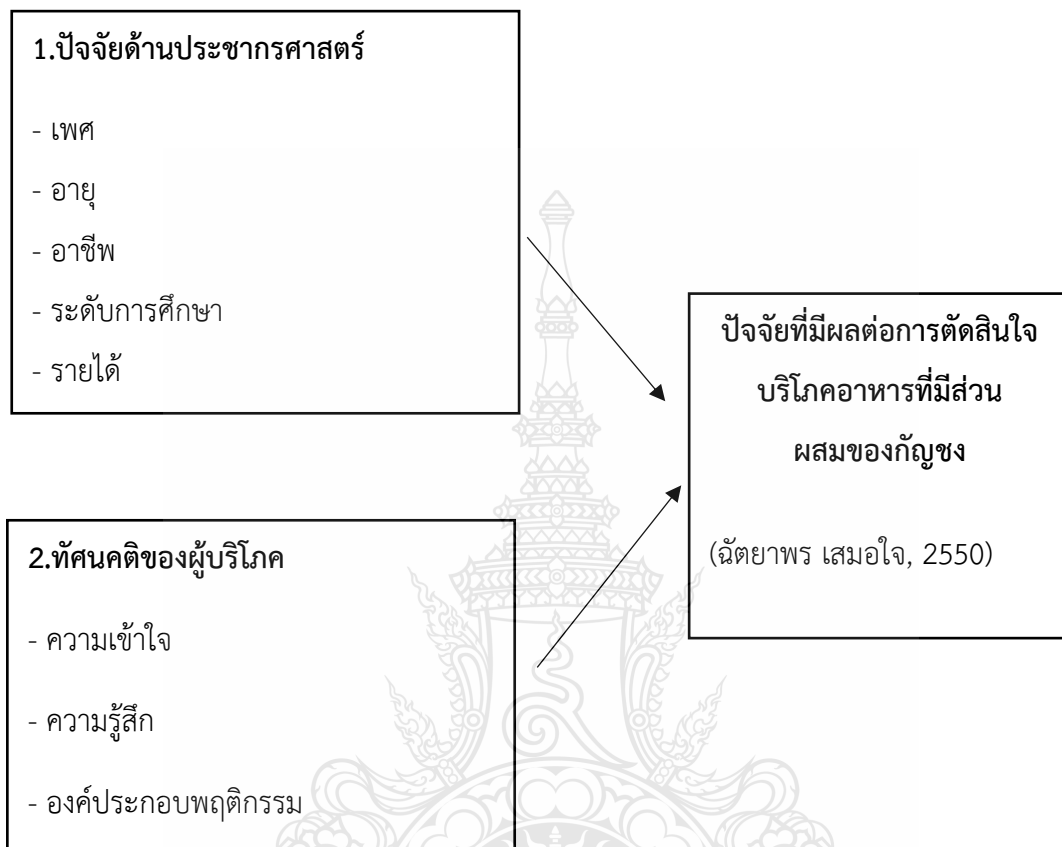 1.ปัจจัยด้านประชากรศาสตร์
- เพศ
- อายุ
- อาชีพ
- ระดับการศึกษา
- รายได้
2.ทัศนคติของผู้บริโภค
- ความเข้าใจ
- ความรู้สึก
- องค์ประกอบพฤติกรรม
ปัจจัยที่มีผลต่อการตัดสินใจ
บริโภคอาหารที่มีส่วน
ผสมของกัญชง
(ฉัตยาพร เสมอใจ, 2550)